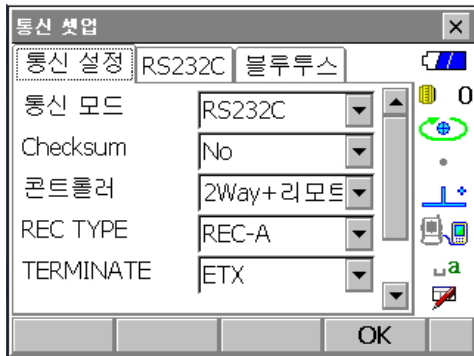 통신 셋업
통신 설정 RS232C 블루투스
통신 모드 RS232C
Checksum No
콘트롤러 2Way+리모트
REC TYPE REC-A
TERMINATE ETX
0
a
OK